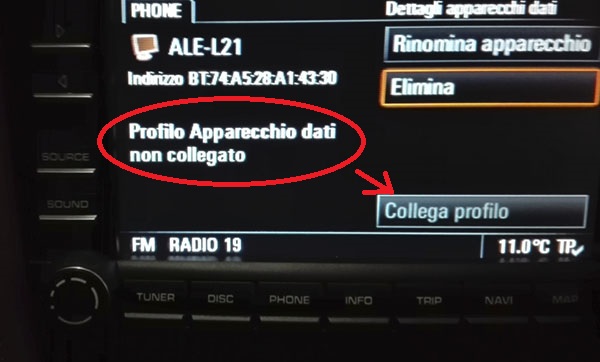 PHONE
Dettagli apparecchi dati
ALE-L21
Rinomina apparecchio
Indirizzo BT:74:A5:28:A1:43:30
Elimina
Profilo Apparecchio dati
non collegato
SOURCE
Collega profilo
SOUND
FM RADIO 19
11.0°C TP
TUNER
DISC
PHONE
INFO
TRIP
NAVI
MAP